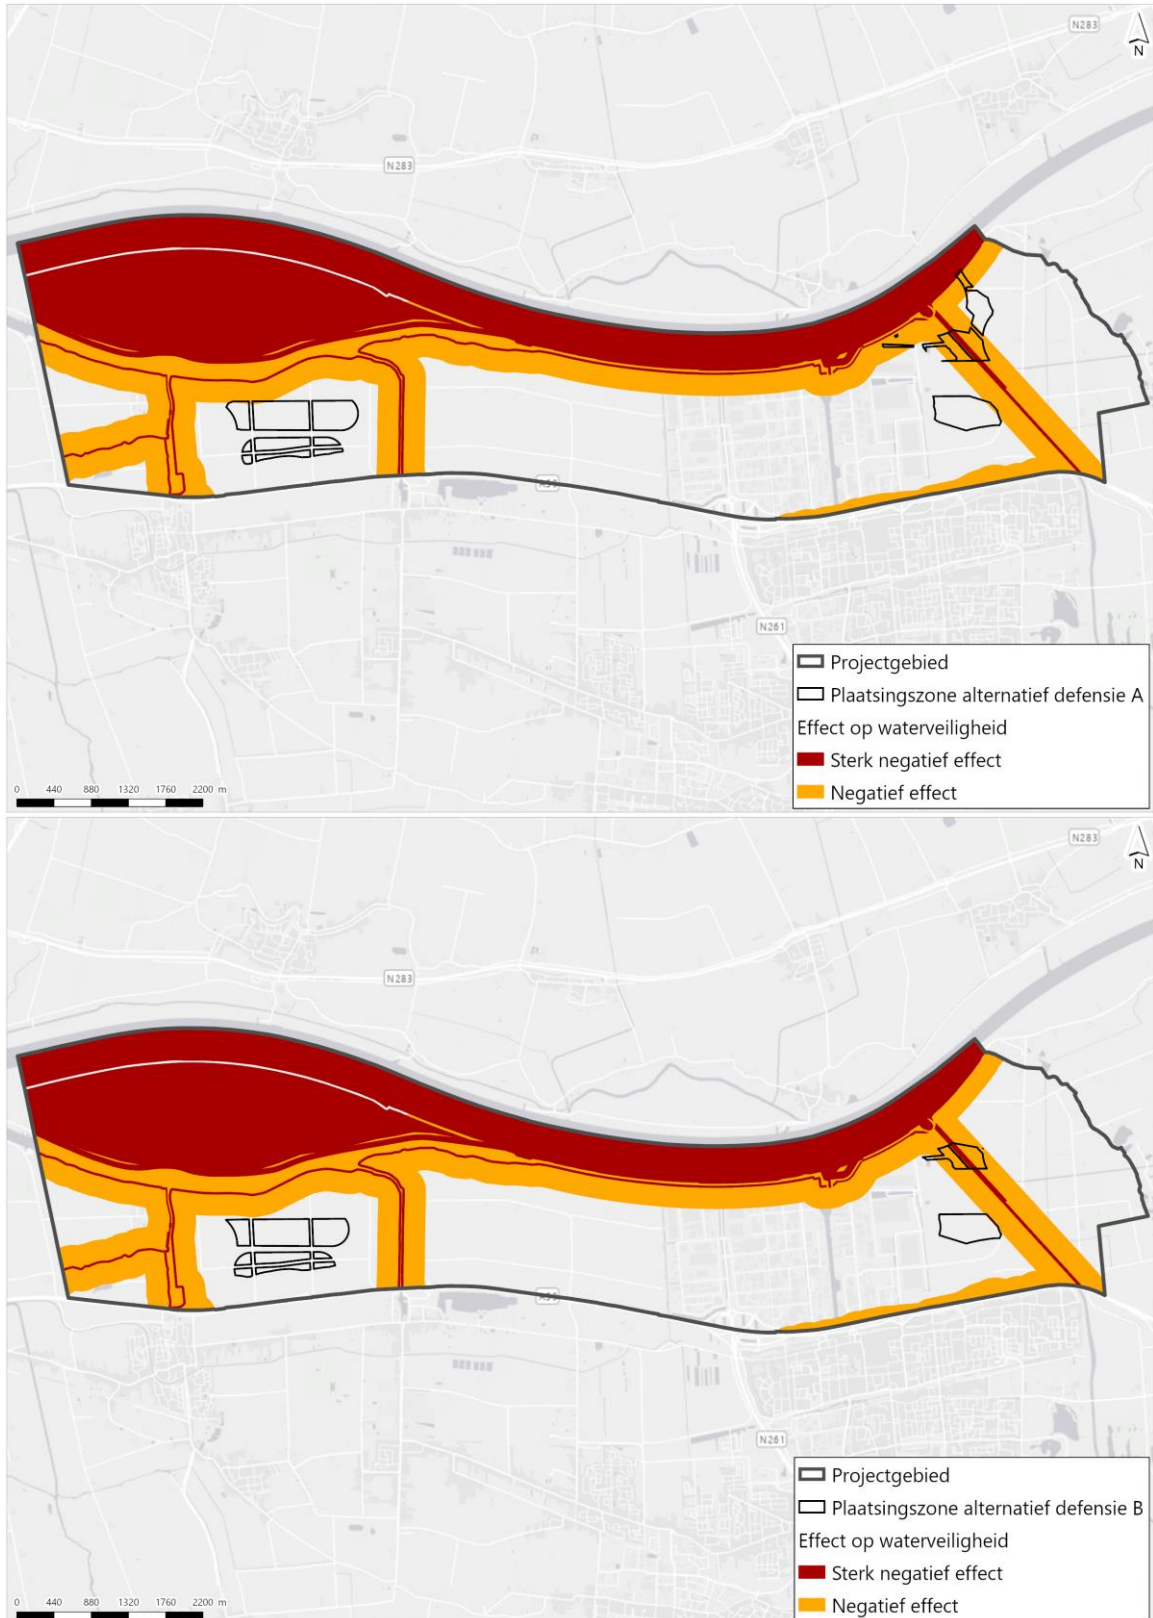 N283
N
N283
N261
Projectgebied
Plaatsingszone alternatief defensie A
Effect op waterveiligheid
Sterk negatief effect
Negatief effect
0 440 880 1320 1760 2200 m
N283
N
N283
N261
Projectgebied
Plaatsingszone alternatief defensie B
Effect op waterveiligheid
Sterk negatief effect
Negatief effect
0 440 880 1320 1760 2200 m